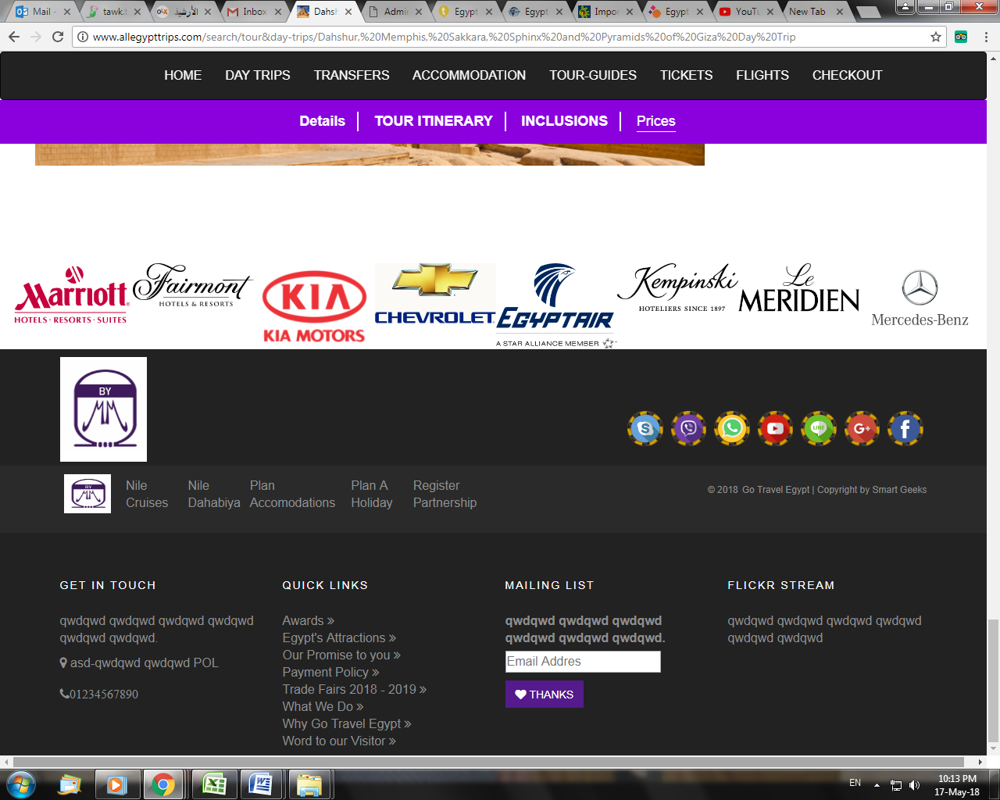 Mail -
tawk.t
الأرشيف
Inbox
Dahsh
Admin
Egypt
Egypt
Impor
Egypt
YouTu
New Tab
www.allegypttrips.com/search/tour&day-trips/Dahshur,%20Memphis,%20Sakkara,%20Sphinx%20and%20Pyramids%20of%20Giza%20Day%20Trip
HOME DAY TRIPS TRANSFERS ACCOMMODATION TOUR-GUIDES TICKETS FLIGHTS CHECKOUT
Details TOUR ITINERARY INCLUSIONS Prices
Marriott
HOTELS · RESORTS · SUITES
Fairmont
HOTELS & RESORTS
KIA
KIA MOTORS
CHEVROLET
EGYPTAIR
A STAR ALLIANCE MEMBER
Kempinski
HOTELIERS SINCE 1897
Le
MERIDIEN
Mercedes-Benz
BY
BY
Nile
Cruises
Nile
Dahabiya
Plan
Accomodations
Plan A
Holiday
Register
Partnership
© 2018 Go Travel Egypt | Copyright by Smart Geeks
GET IN TOUCH
qwdqwd qwdqwd qwdqwd qwdqwd
qwdqwd qwdqwd.
asd-qwdqwd qwdqwd POL
01234567890
QUICK LINKS
Awards »
Egypt's Attractions »
Our Promise to you »
Payment Policy »
Trade Fairs 2018 - 2019 »
What We Do »
Why Go Travel Egypt »
Word to our Visitor »
MAILING LIST
qwdqwd qwdqwd qwdqwd
qwdqwd qwdqwd qwdqwd.
Email Addres
THANKS
FLICKR STREAM
qwdqwd qwdqwd qwdqwd qwdqwd
qwdqwd qwdqwd
EN
10:13 PM
17-May-18